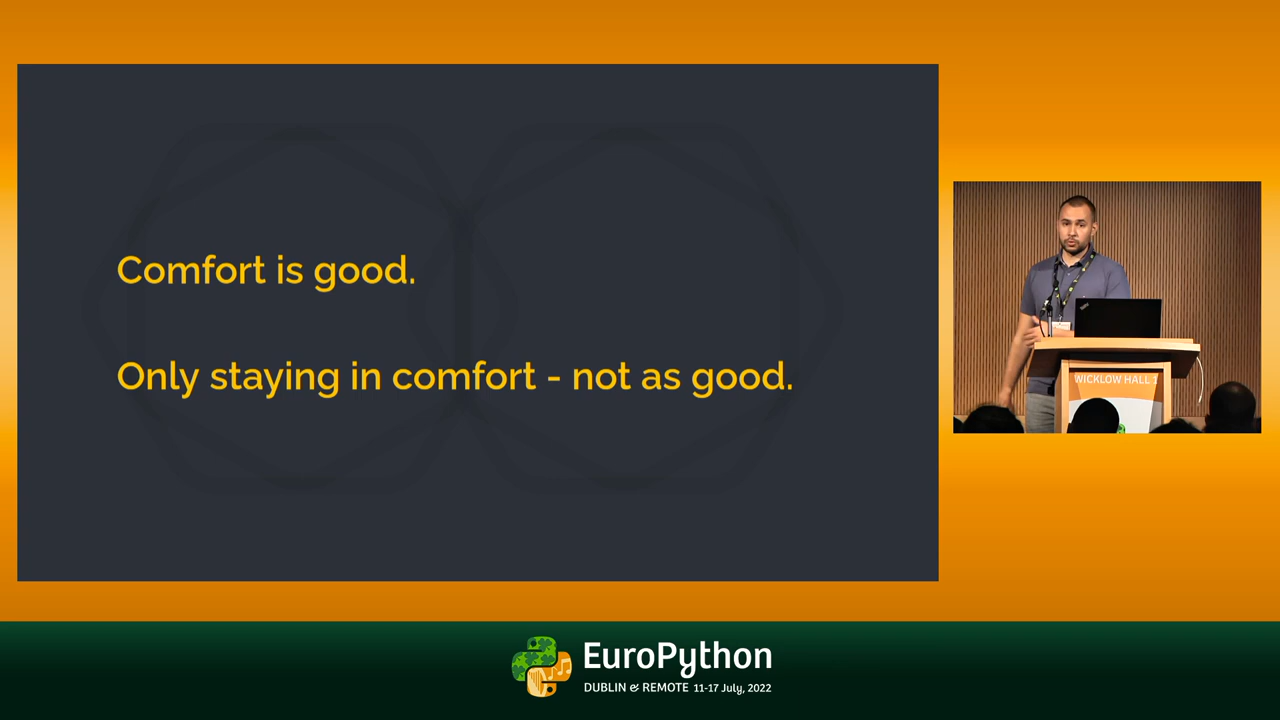 Comfort is good.
Only staying in comfort - not as good.
WICKLOW HALL 1
EuroPython
DUBLIN & REMOTE 11-17 July, 2022